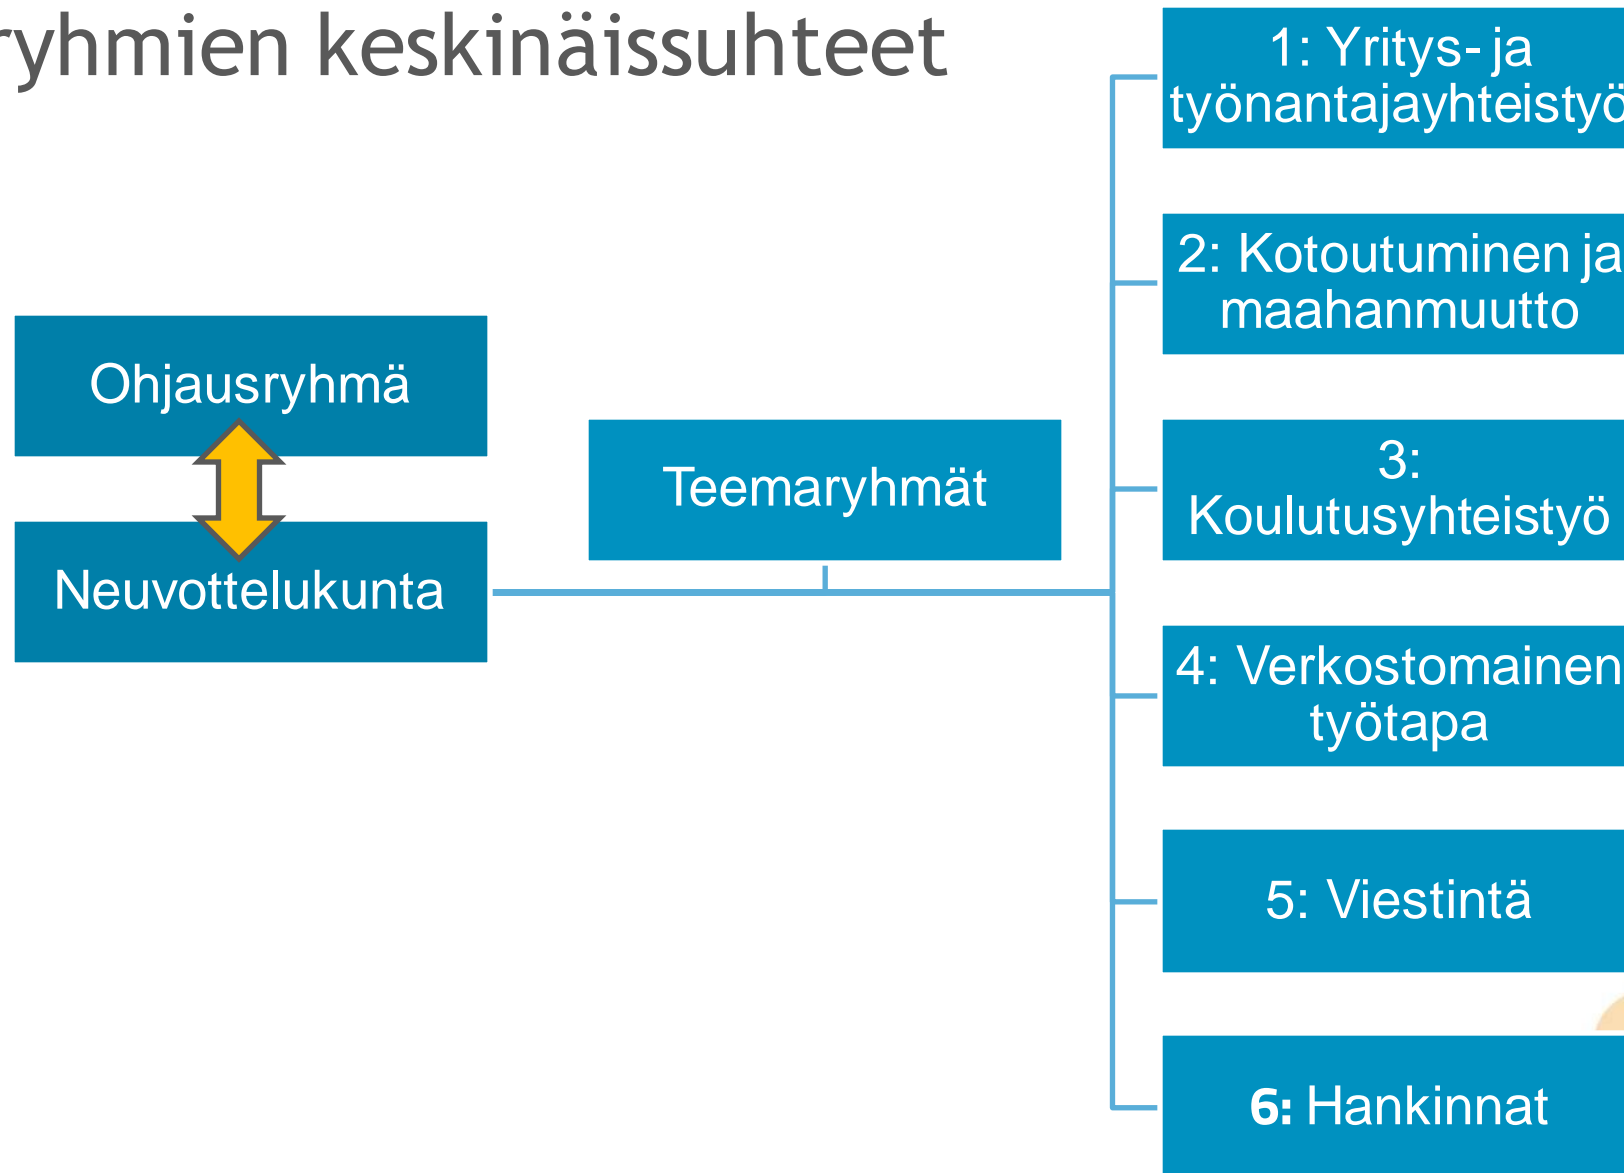 ryhmien keskinäissuhteet
Ohjausryhmä
Neuvottelukunta
Teemaryhmät
1: Yritys- ja
työnantajayhteistyö
2: Kotoutuminen ja
maahanmuutto
3:
Koulutusyhteistyö
4: Verkostomainen
työtapa
5: Viestintä
6: Hankinnat